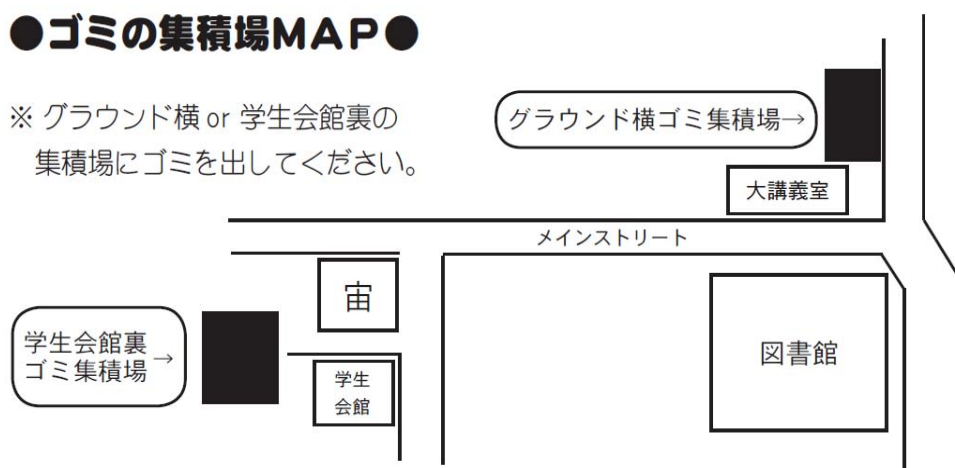 ●ゴミの集積場MAP●
※ グラウンド横 or 学生会館裏の
集積場にゴミを出してください。
グラウンド横ゴミ集積場→
大講義室
メインストリート
宙
学生会館裏
ゴミ集積場→
学生
会館
図書館